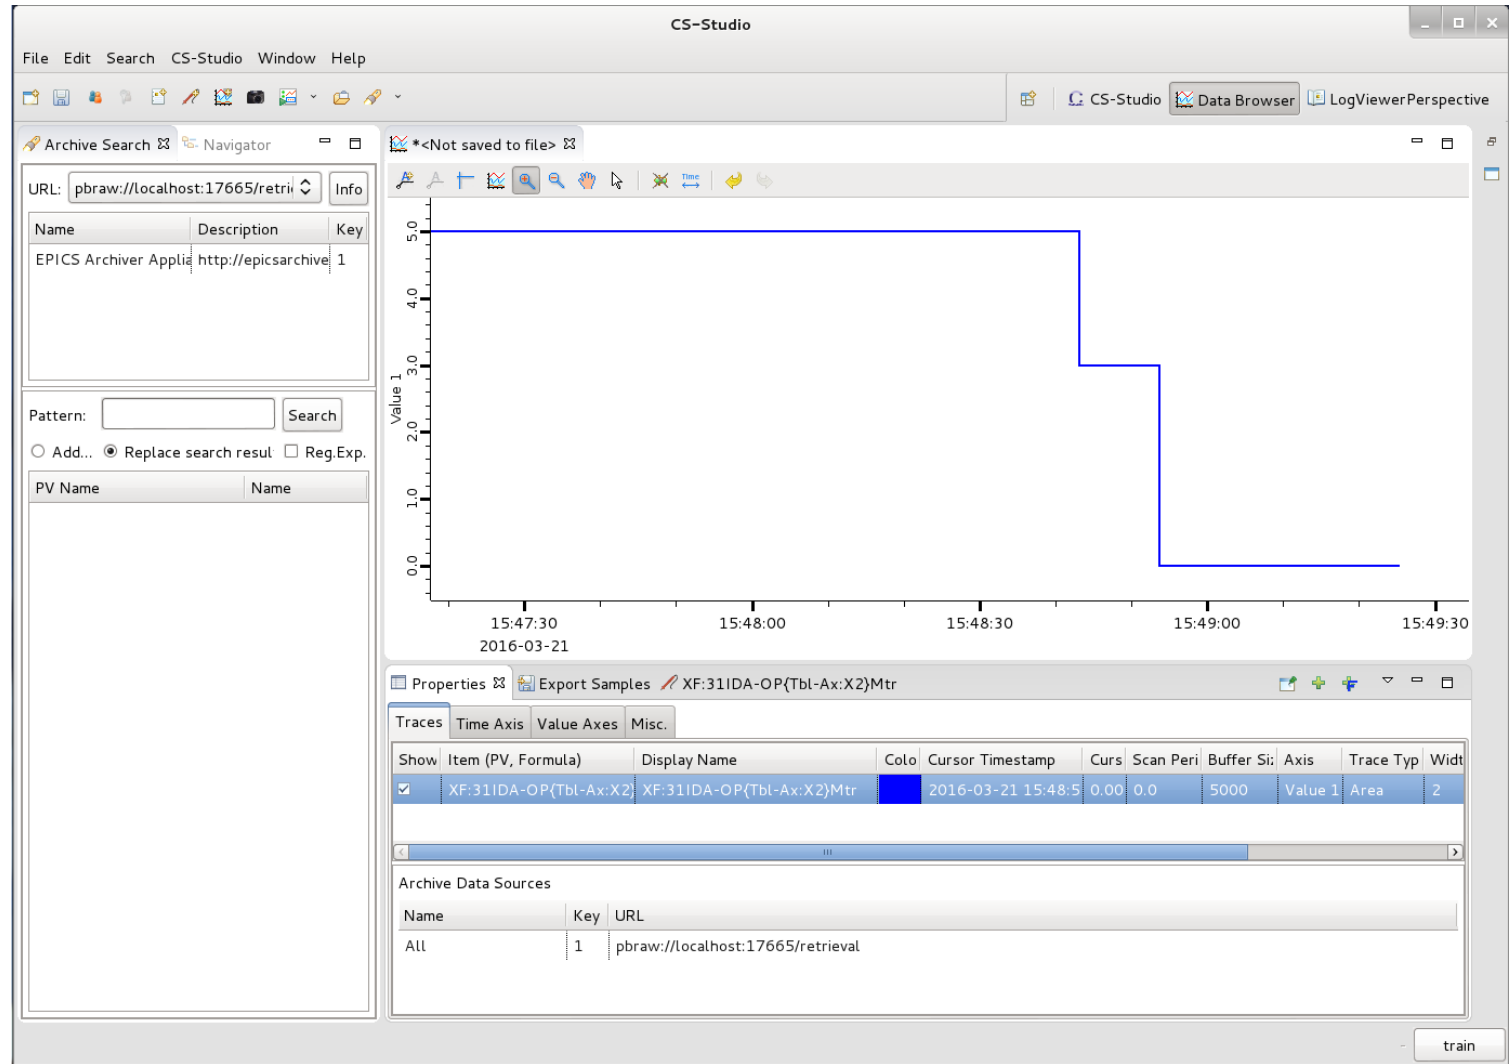 CS-Studio
File Edit Search CS-Studio Window Help
CS-Studio Data Browser LogViewerPerspective
Archive Search Navigator
URL: pbraw://localhost:17665/retri Info
Name Description Key
EPICS Archiver Applia http://epicsarchive 1
Pattern: Search
Add... Replace search resul Reg.Exp.
PV Name Name
*<Not saved to file>
Time
5.0
4.0
3.0
2.0
1.0
0.0
Value 1
15:47:30 15:48:00 15:48:30 15:49:00 15:49:30
2016-03-21
Properties Export Samples XF:31IDA-OP{Tbl-Ax:X2}Mtr
Traces Time Axis Value Axes Misc.
Show Item (PV, Formula) Display Name Colo Cursor Timestamp Curs Scan Peri Buffer Siz Axis Trace Typ Widt
XF:31IDA-OP{Tbl-Ax:X2} XF:31IDA-OP{Tbl-Ax:X2}Mtr 2016-03-21 15:48:5 0.00 0.0 5000 Value 1 Area 2
Archive Data Sources
Name Key URL
All 1 pbraw://localhost:17665/retrieval
train